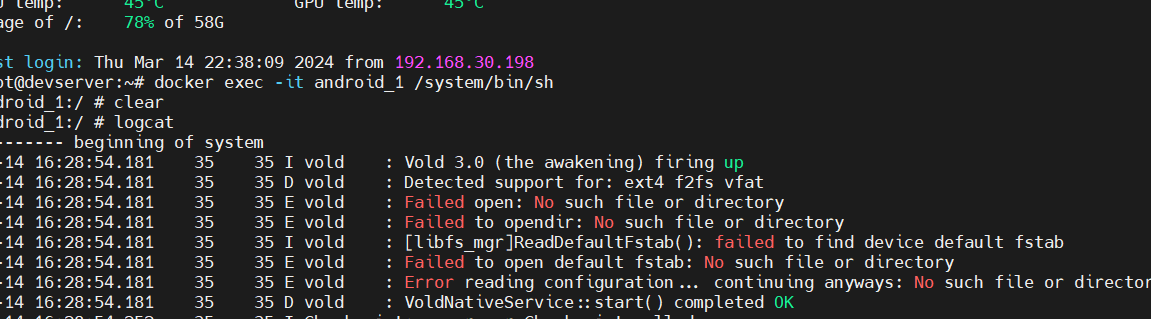 temp: 45°C GPU temp: 45°C
age of /: 78% of 58G
st login: Thu Mar 14 22:38:09 2024 from 192.168.30.198
ot@devserver:~# docker exec -it android_1 /system/bin/sh
droid_1:/ # clear
droid_1:/ # logcat
------- beginning of system
-14 16:28:54.181 35 35 I vold : Vold 3.0 (the awakening) firing up
-14 16:28:54.181 35 35 D vold : Detected support for: ext4 f2fs vfat
-14 16:28:54.181 35 35 E vold : Failed open: No such file or directory
-14 16:28:54.181 35 35 E vold : Failed to opendir: No such file or directory
-14 16:28:54.181 35 35 I vold : [libfs_mgr]ReadDefaultFstab(): failed to find device default fstab
-14 16:28:54.181 35 35 E vold : Failed to open default fstab: No such file or directory
-14 16:28:54.181 35 35 E vold : Error reading configuration... continuing anyways: No such file or director
-14 16:28:54.181 35 35 D vold : VoldNativeService::start() completed OK